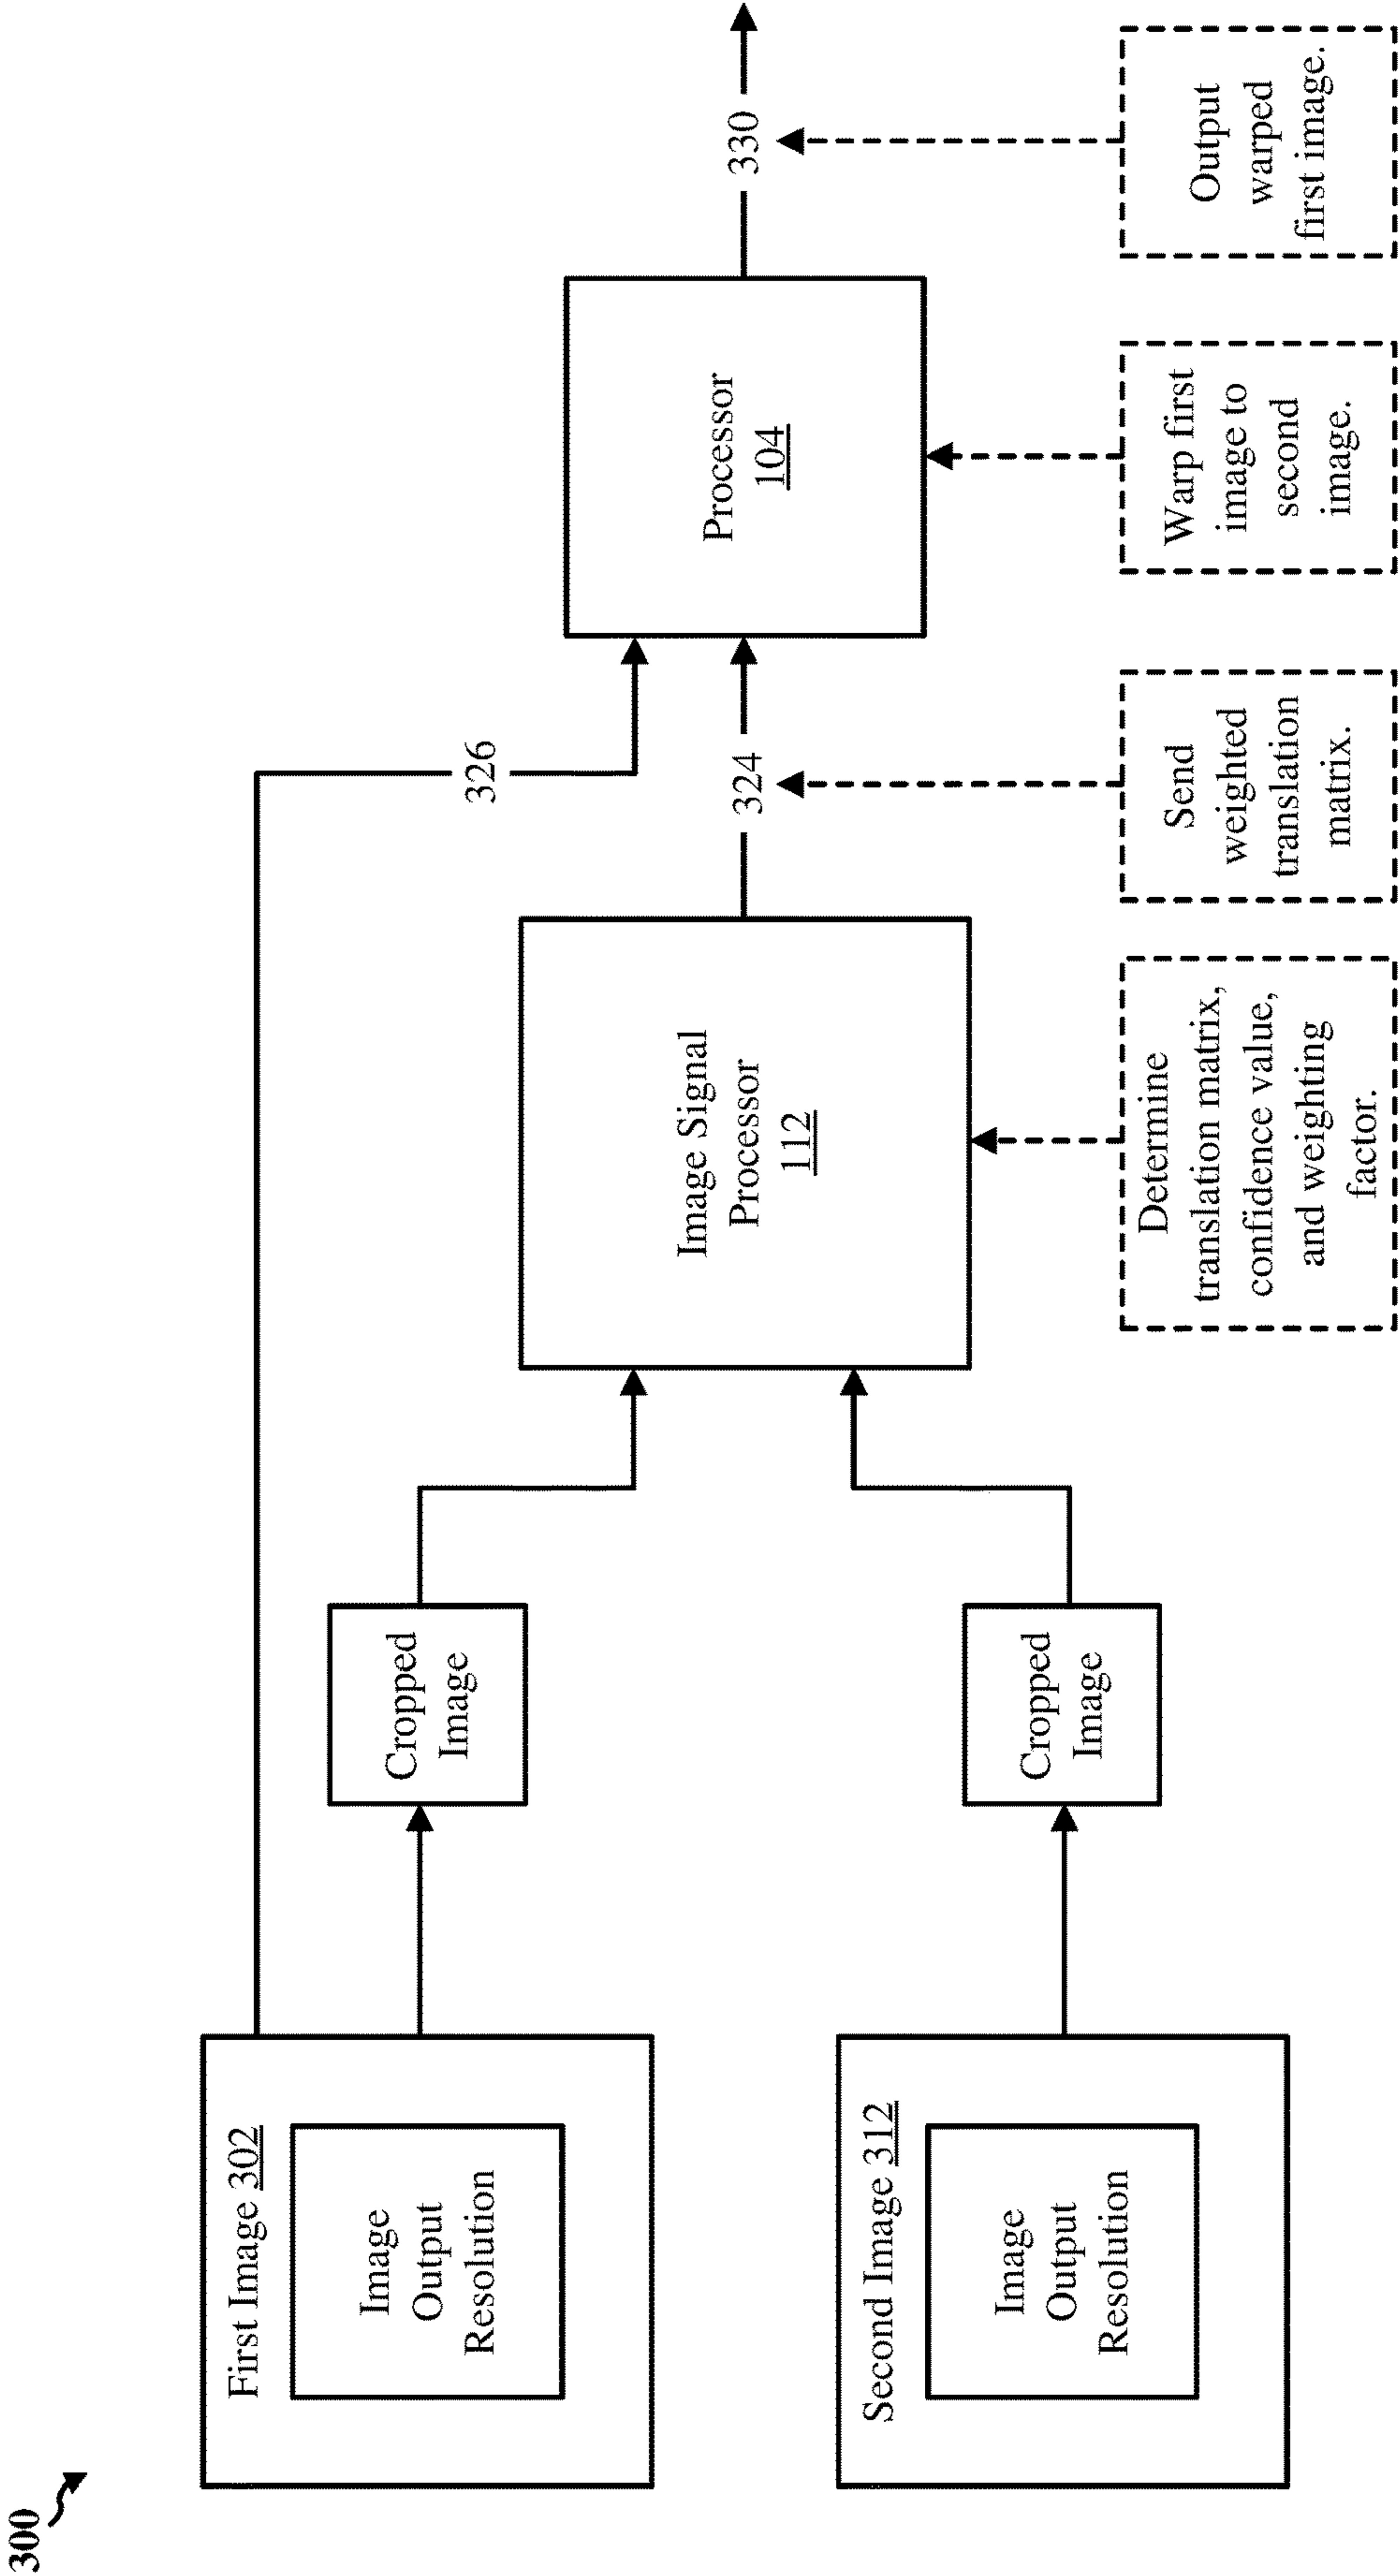 300
First Image 302
Image
Output
Resolution
Second Image 312
Image
Output
Resolution
Cropped
Image
Cropped
Image
Image Signal
Processor
112
Determine
translation matrix,
confidence value,
and weighting
factor.
326
324
Send
weighted
translation
matrix.
Processor
104
Warp first
image to
second
image.
330
Output
warped
first image.